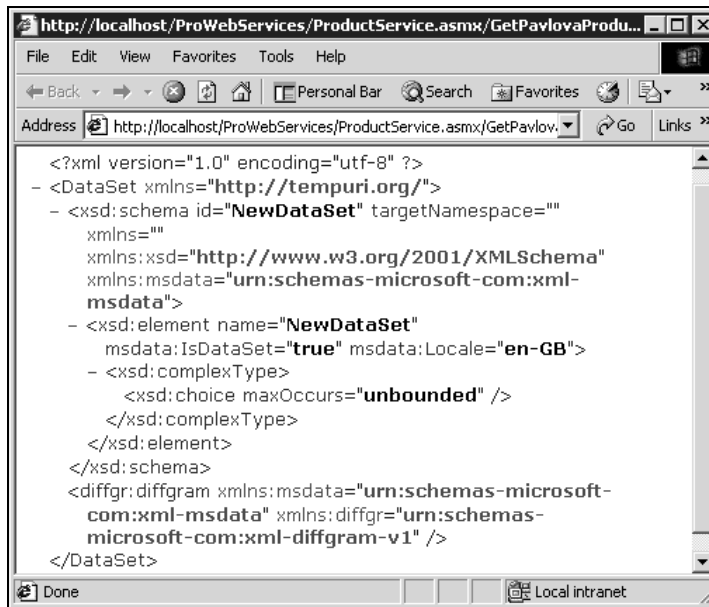 http://localhost/ProWebServices/ProductService.asmx/GetPavlovaProdu...
File Edit View Favorites Tools Help
Back Personal Bar Search Favorites »
Address http://localhost/ProWebServices/ProductService.asmx/GetPavlov Go Links »
<?xml version="1.0" encoding="utf-8" ?>
– <DataSet xmlns="http://tempuri.org/">
– <xsd:schema id="NewDataSet" targetNamespace=""
xmlns=""
xmlns:xsd="http://www.w3.org/2001/XMLSchema"
xmlns:msdata="urn:schemas-microsoft-com:xml-
msdata">
– <xsd:element name="NewDataSet"
msdata:IsDataSet="true" msdata:Locale="en-GB">
– <xsd:complexType>
<xsd:choice maxOccurs="unbounded" />
</xsd:complexType>
</xsd:element>
</xsd:schema>
<diffgr:diffgram xmlns:msdata="urn:schemas-microsoft-
com:xml-msdata" xmlns:diffgr="urn:schemas-
microsoft-com:xml-diffgram-v1" />
</DataSet>
Done Local intranet